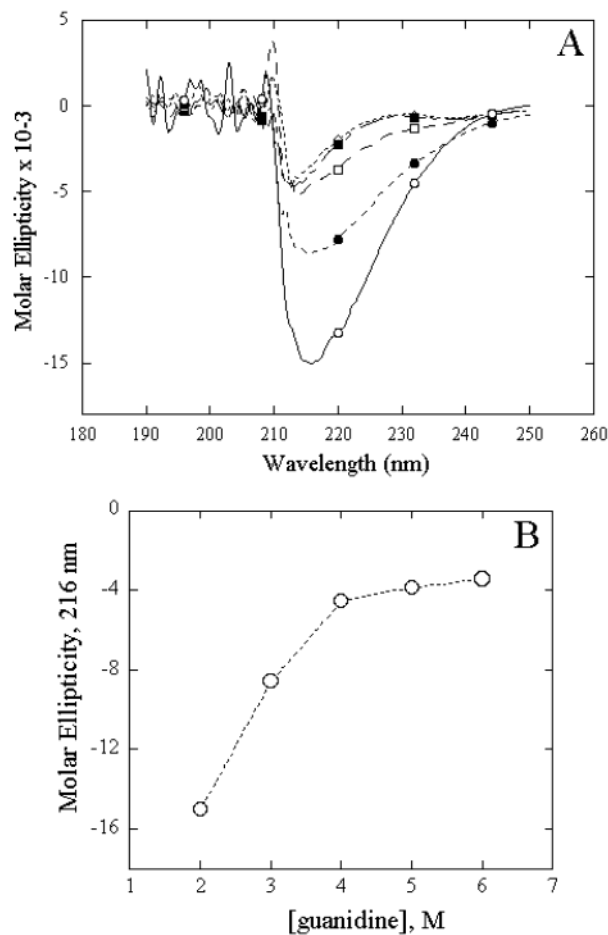 A
5
0
-5
-10
-15
Molar Ellipticity x 10-3
180 190 200 210 220 230 240 250 260
Wavelength (nm)
B
0
-4
-8
-12
-16
Molar Ellipticity, 216 nm
1 2 3 4 5 6 7
[guanidine], M